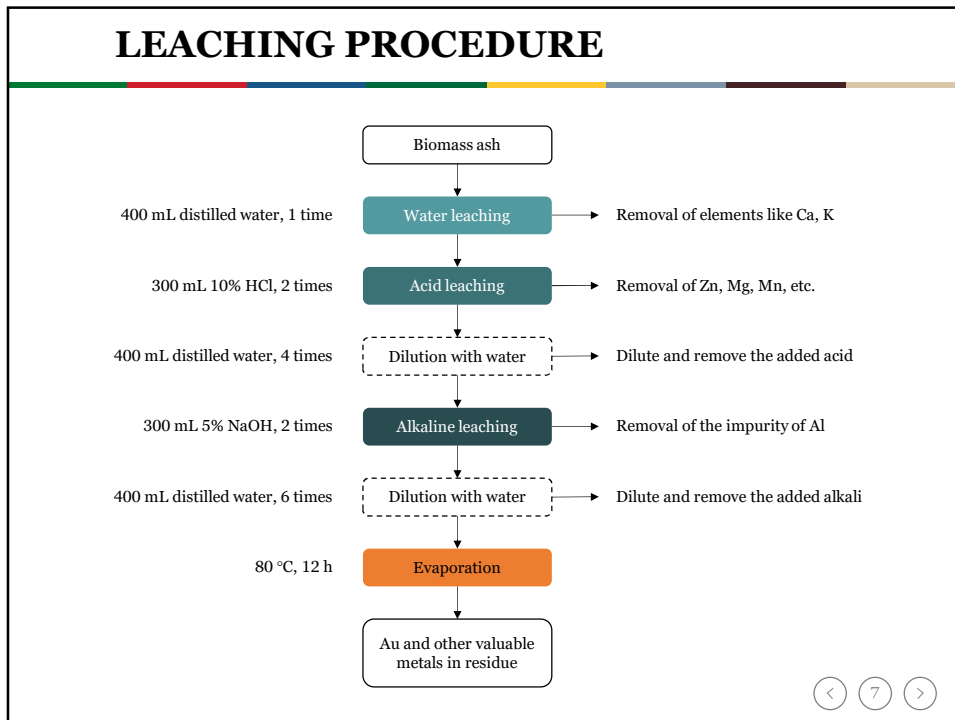 LEACHING PROCEDURE
Biomass ash
400 mL distilled water, 1 time
Water leaching
Removal of elements like Ca, K
300 mL 10% HCl, 2 times
Acid leaching
Removal of Zn, Mg, Mn, etc.
400 mL distilled water, 4 times
Dilution with water
Dilute and remove the added acid
300 mL 5% NaOH, 2 times
Alkaline leaching
Removal of the impurity of Al
400 mL distilled water, 6 times
Dilution with water
Dilute and remove the added alkali
80 °C, 12 h
Evaporation
Au and other valuable
metals in residue
7